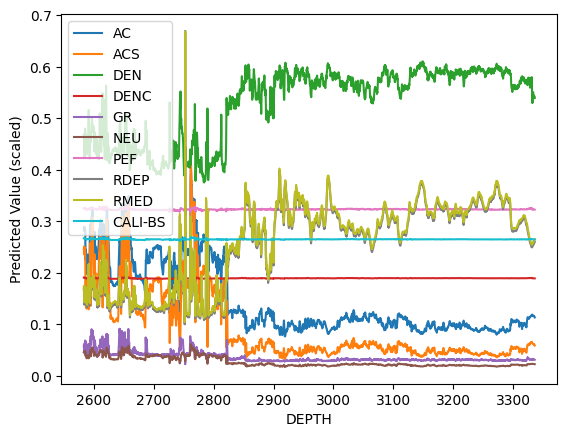 0.7
0.6
0.5
0.4
0.3
0.2
0.1
0.0
Predicted Value (scaled)
AC
ACS
DEN
DENC
GR
NEU
PEF
RDEP
RMED
CALI-BS
2600 2700 2800 2900 3000 3100 3200 3300
DEPTH